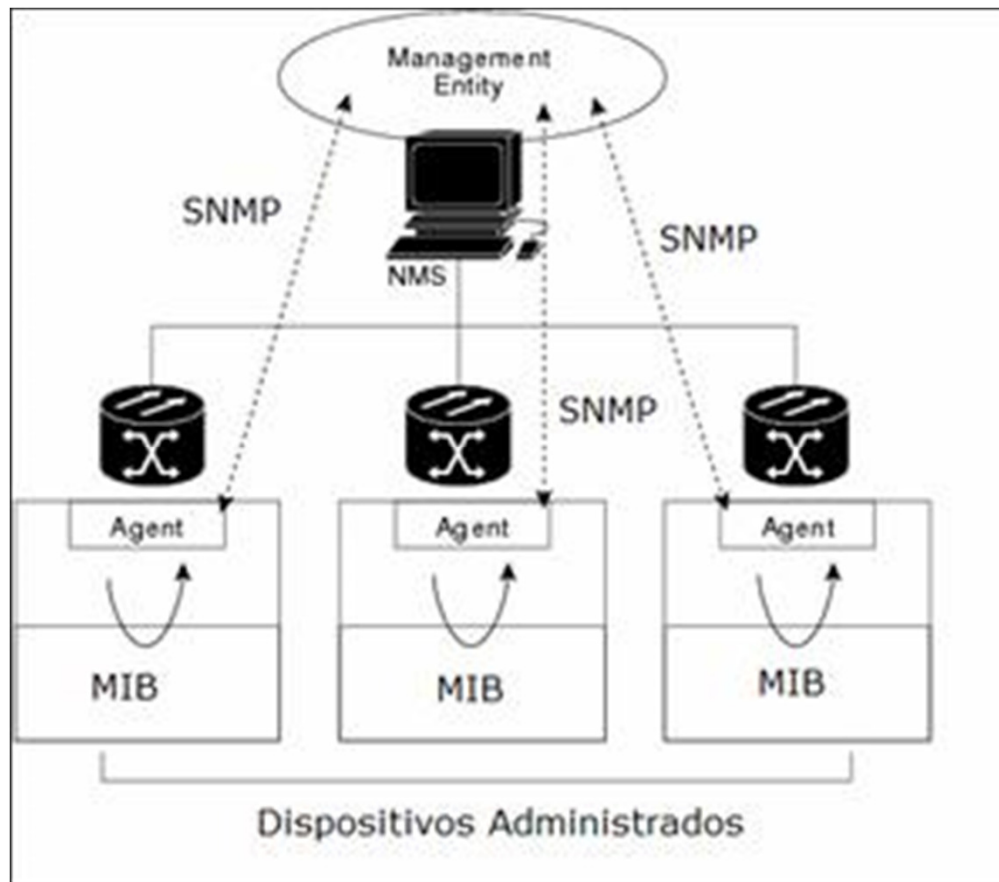 Management
Entity
SNMP
SNMP
NMS
SNMP
Agent
Agent
Agent
MIB
MIB
MIB
Dispositivos Administrados